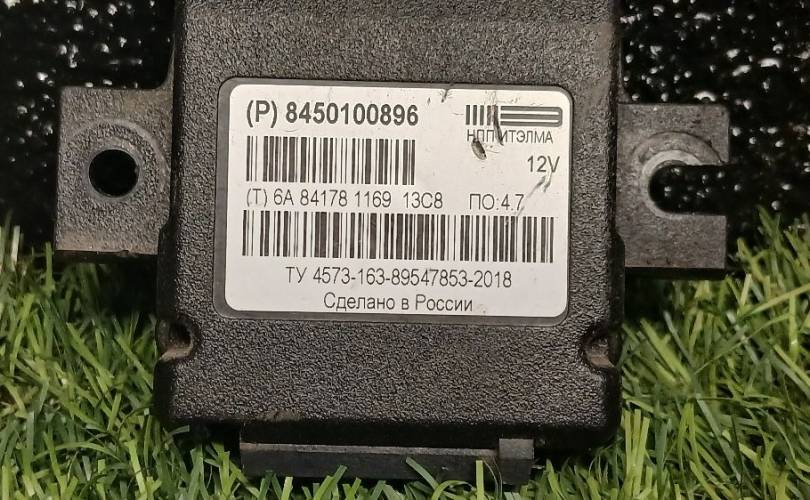 (P) 8450100896
НПП ИТЭЛМА
12V
(T) 6A 84178 1169 13C8 ПО:4.7
ТУ 4573-163-89547853-2018
Сделано в России